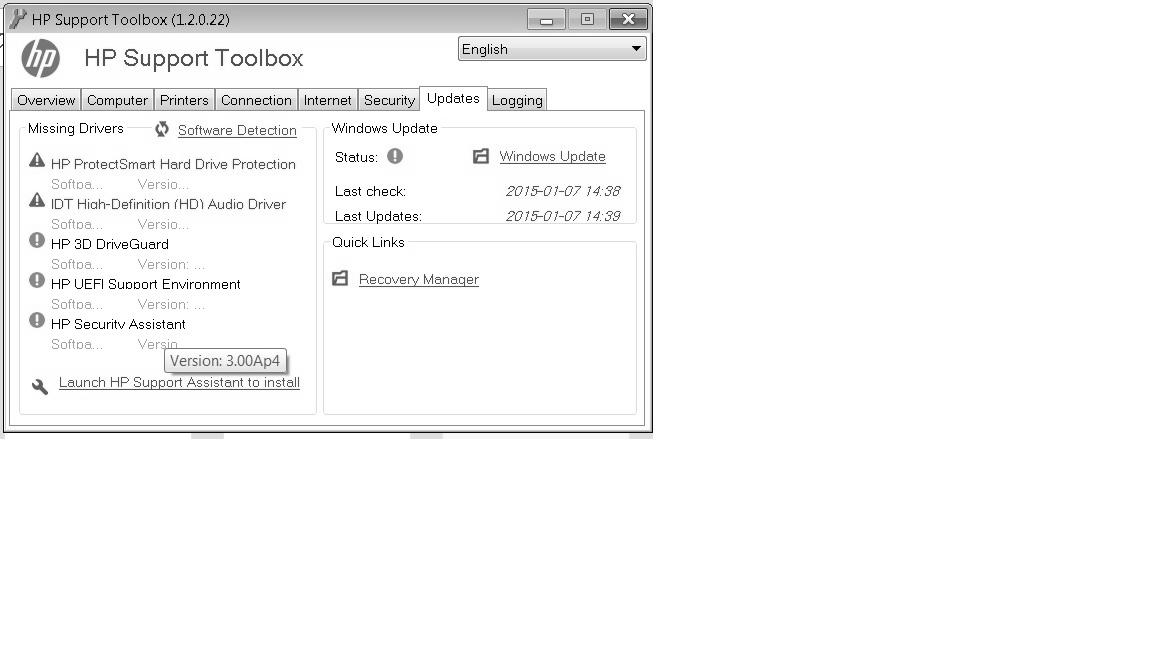 HP Support Toolbox (1.2.0.22)
hp HP Support Toolbox
English
Overview Computer Printers Connection Internet Security Updates Logging
Missing Drivers
Software Detection
HP ProtectSmart Hard Drive Protection
Softpa... Versio...
IDT High-Definition (HD) Audio Driver
Softpa... Versio...
HP 3D DriveGuard
Softpa... Version: ...
HP UEFI Support Environment
Softpa... Version: ...
HP Security Assistant
Softpa... Versio
Version: 3.00Ap4
Launch HP Support Assistant to install
Windows Update
Status:
Windows Update
Last check: 2015-01-07 14:38
Last Updates: 2015-01-07 14:39
Quick Links
Recovery Manager